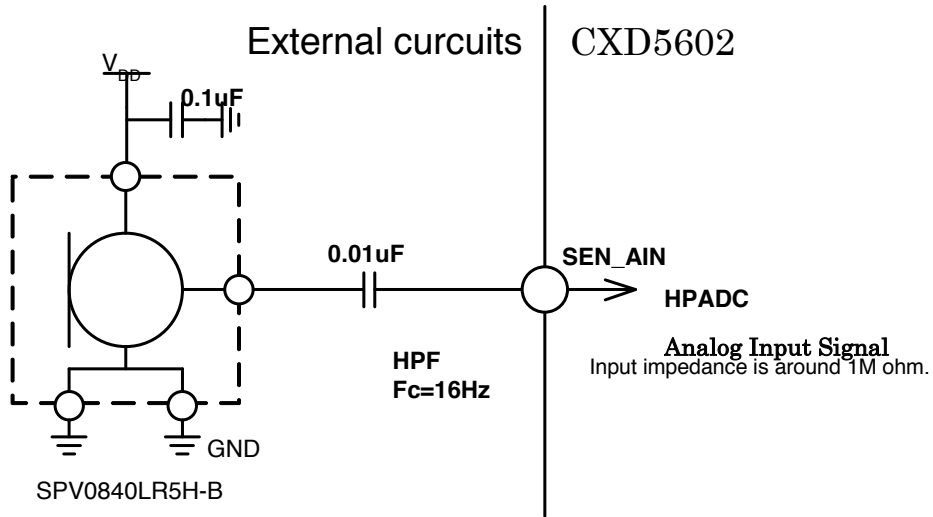 External curcuits
CXD5602
VDD
0.1uF
0.01uF
SEN_AIN
HPADC
Analog Input Signal
Input impedance is around 1M ohm.
HPF
Fc=16Hz
GND
SPV0840LR5H-B